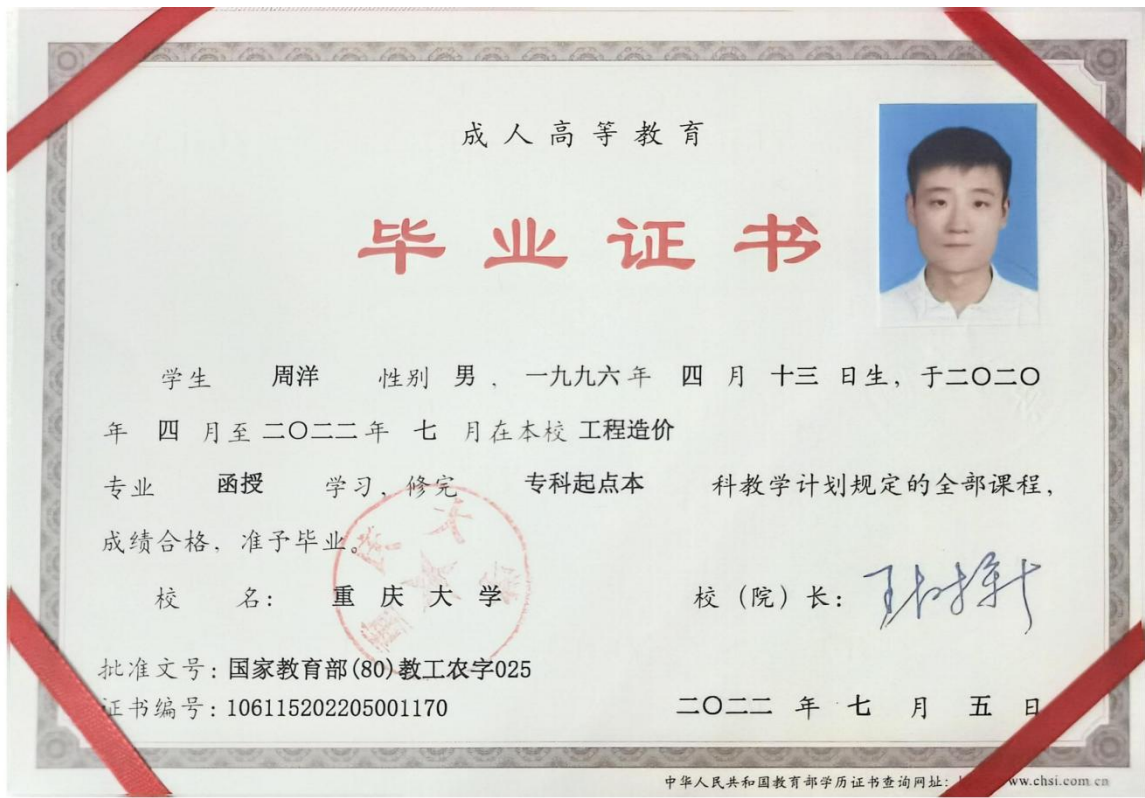 成人高等教育
毕业证书
学生 周洋 性别 男 ，一九九六年 四 月 十三 日生，于二〇二〇
年 四 月至 二〇二二年 七 月在本校 工程造价
专业 函授 学习，修完 专科起点本 科教学计划规定的全部课程，
成绩合格，准予毕业。
校 名： 重庆大学
校（院）长：
批准文号：国家教育部(80)教工农字025
证书编号：106115202205001170
二〇二二 年 七 月 五 日
中华人民共和国教育部学历证书查询网址： ww.chsi.com.cn